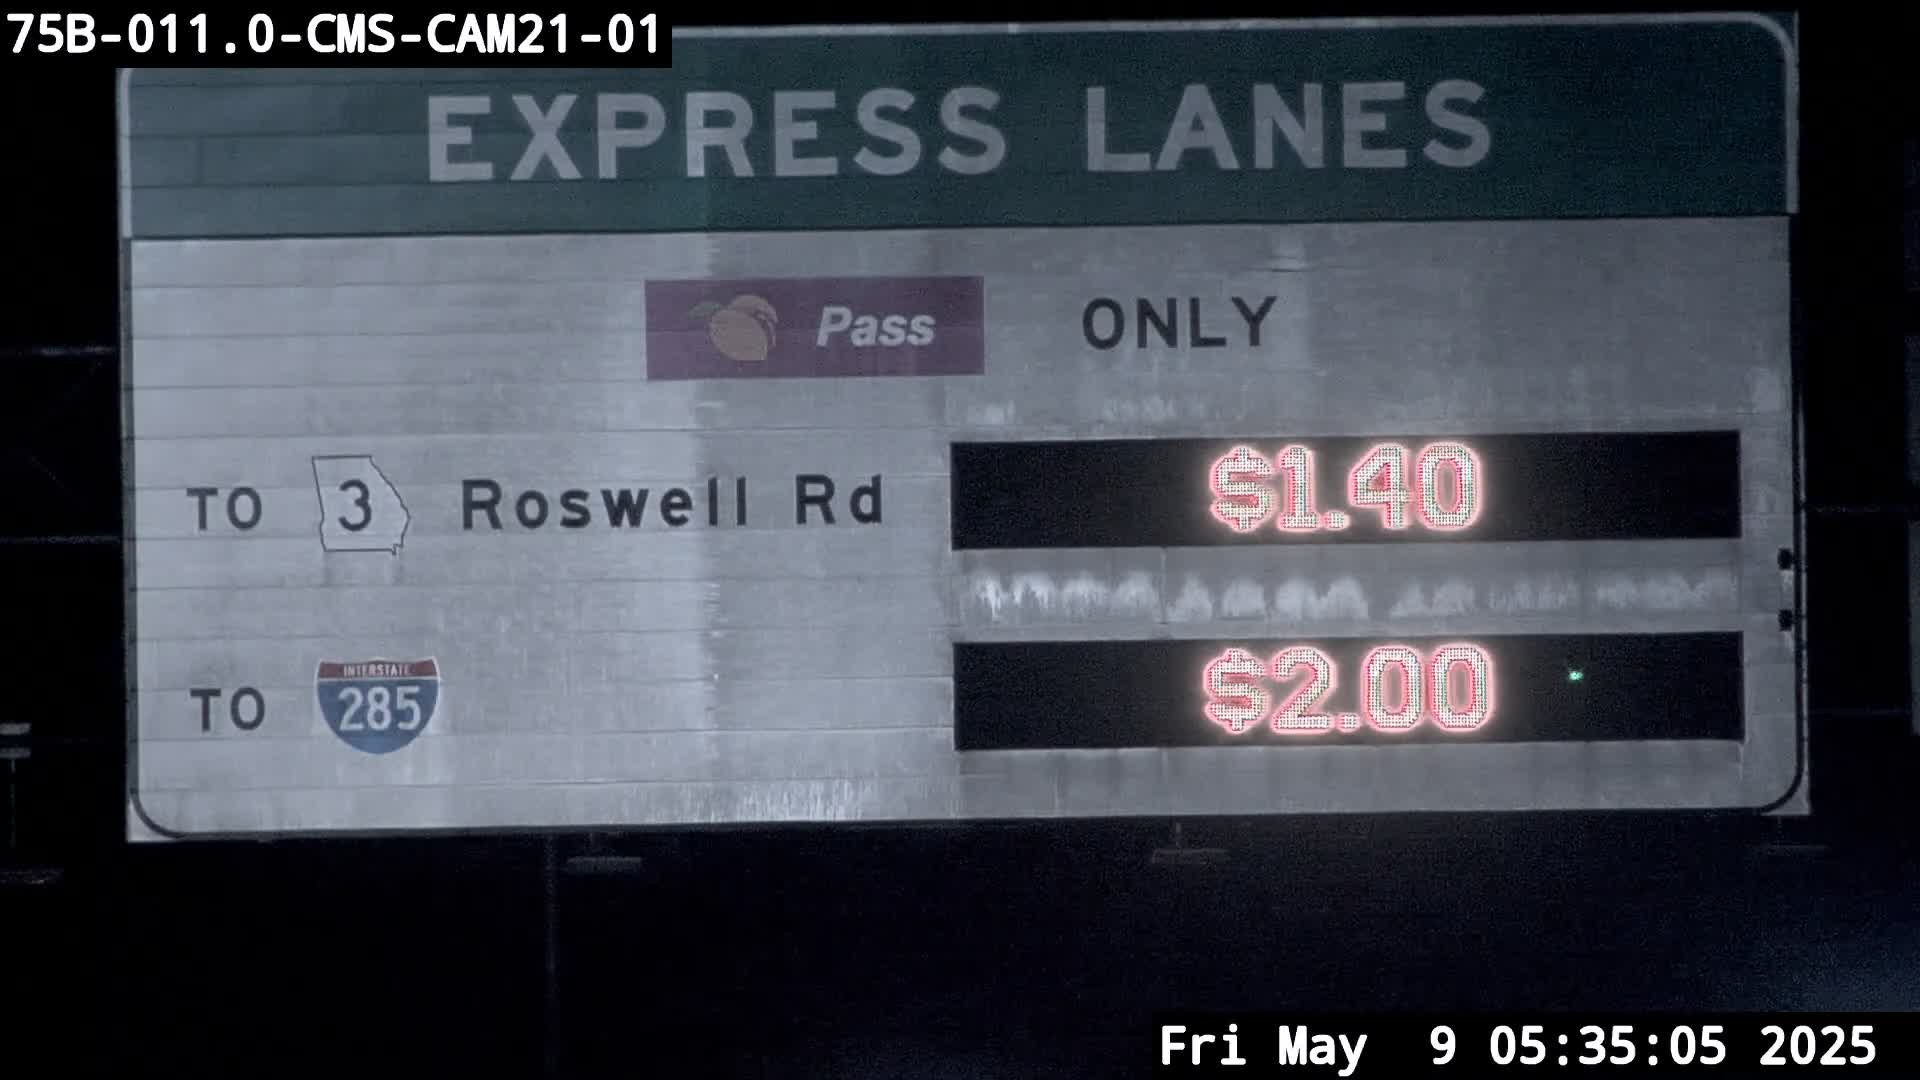 75B-011.0-CMS-CAM21-01
EXPRESS LANES
Pass ONLY
TO 3 Roswell Rd $1.40
INTERSTATE
TO 285 $2.00
Fri May 9 05:35:05 2025